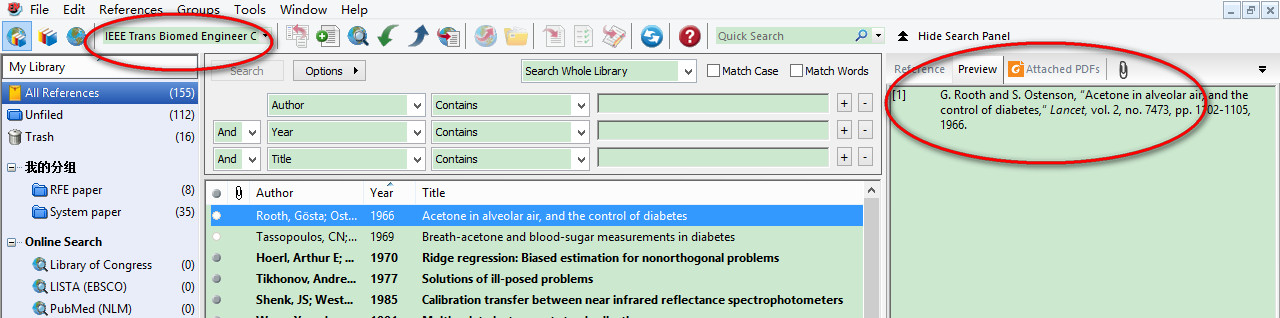 File Edit References Groups Tools Window Help
IEEE Trans Biomed Engineer C
Quick Search
Hide Search Panel
My Library
All References (155)
Unfiled (112)
Trash (0)
我的分组
RFE paper (8)
System paper (35)
Online Search
Library of Congress (0)
LISTA (EBSCO) (0)
PubMed (NLM) (0)
Search Options Search Whole Library Match Case Match Words
Author Contains + -
And Year Contains + -
And Title Contains + -
Author Year Title
Rooth, Gösta; Ost... 1966 Acetone in alveolar air, and the control of diabetes
Tassopoulos, CN;... 1969 Breath-acetone and blood-sugar measurements in diabetes
Hoerl, Arthur E; ... 1970 Ridge regression: Biased estimation for nonorthogonal problems
Tikhonov, Andre... 1977 Solutions of ill-posed problems
Shenk, JS; West... 1985 Calibration transfer between near infrared reflectance spectrophotometers
Reference Preview Attached PDFs
[1] G. Rooth and S. Ostenson, "Acetone in alveolar air, and the
control of diabetes," Lancet, vol. 2, no. 7473, pp. 1102-1105,
1966.